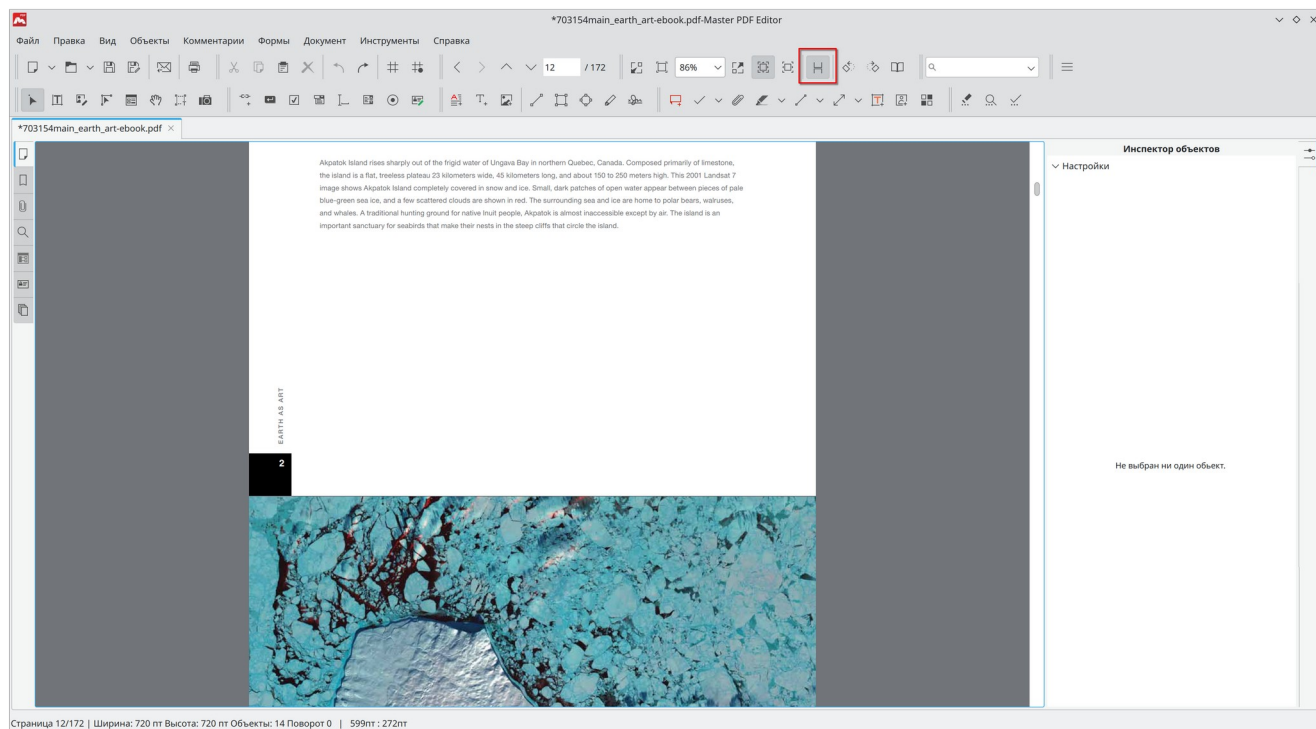 *703154main_earth_art-ebook.pdf-Master PDF Editor
Файл Правка Вид Объекты Комментарии Формы Документ Инструменты Справка
12 / 172 86%
*703154main_earth_art-ebook.pdf
Инспектор объектов
Настройки
Akpatok Island rises sharply out of the frigid water of Ungava Bay in northern Quebec, Canada. Composed primarily of limestone,
the island is a flat, treeless plateau 23 kilometers wide, 45 kilometers long, and about 150 to 250 meters high. This 2001 Landsat 7
image shows Akpatok Island completely covered in snow and ice. Small, dark patches of open water appear between pieces of pale
blue-green sea ice, and a few scattered clouds are shown in red. The surrounding sea and ice are home to polar bears, walruses,
and whales. A traditional hunting ground for native Inuit people, Akpatok is almost inaccessible except by air. The island is an
important sanctuary for seabirds that make their nests in the steep cliffs that circle the island.
EARTH AS ART
2
Не выбран ни один обьект.
Страница 12/172 | Ширина: 720 пт Высота: 720 пт Объекты: 14 Поворот 0 | 599пт : 272пт